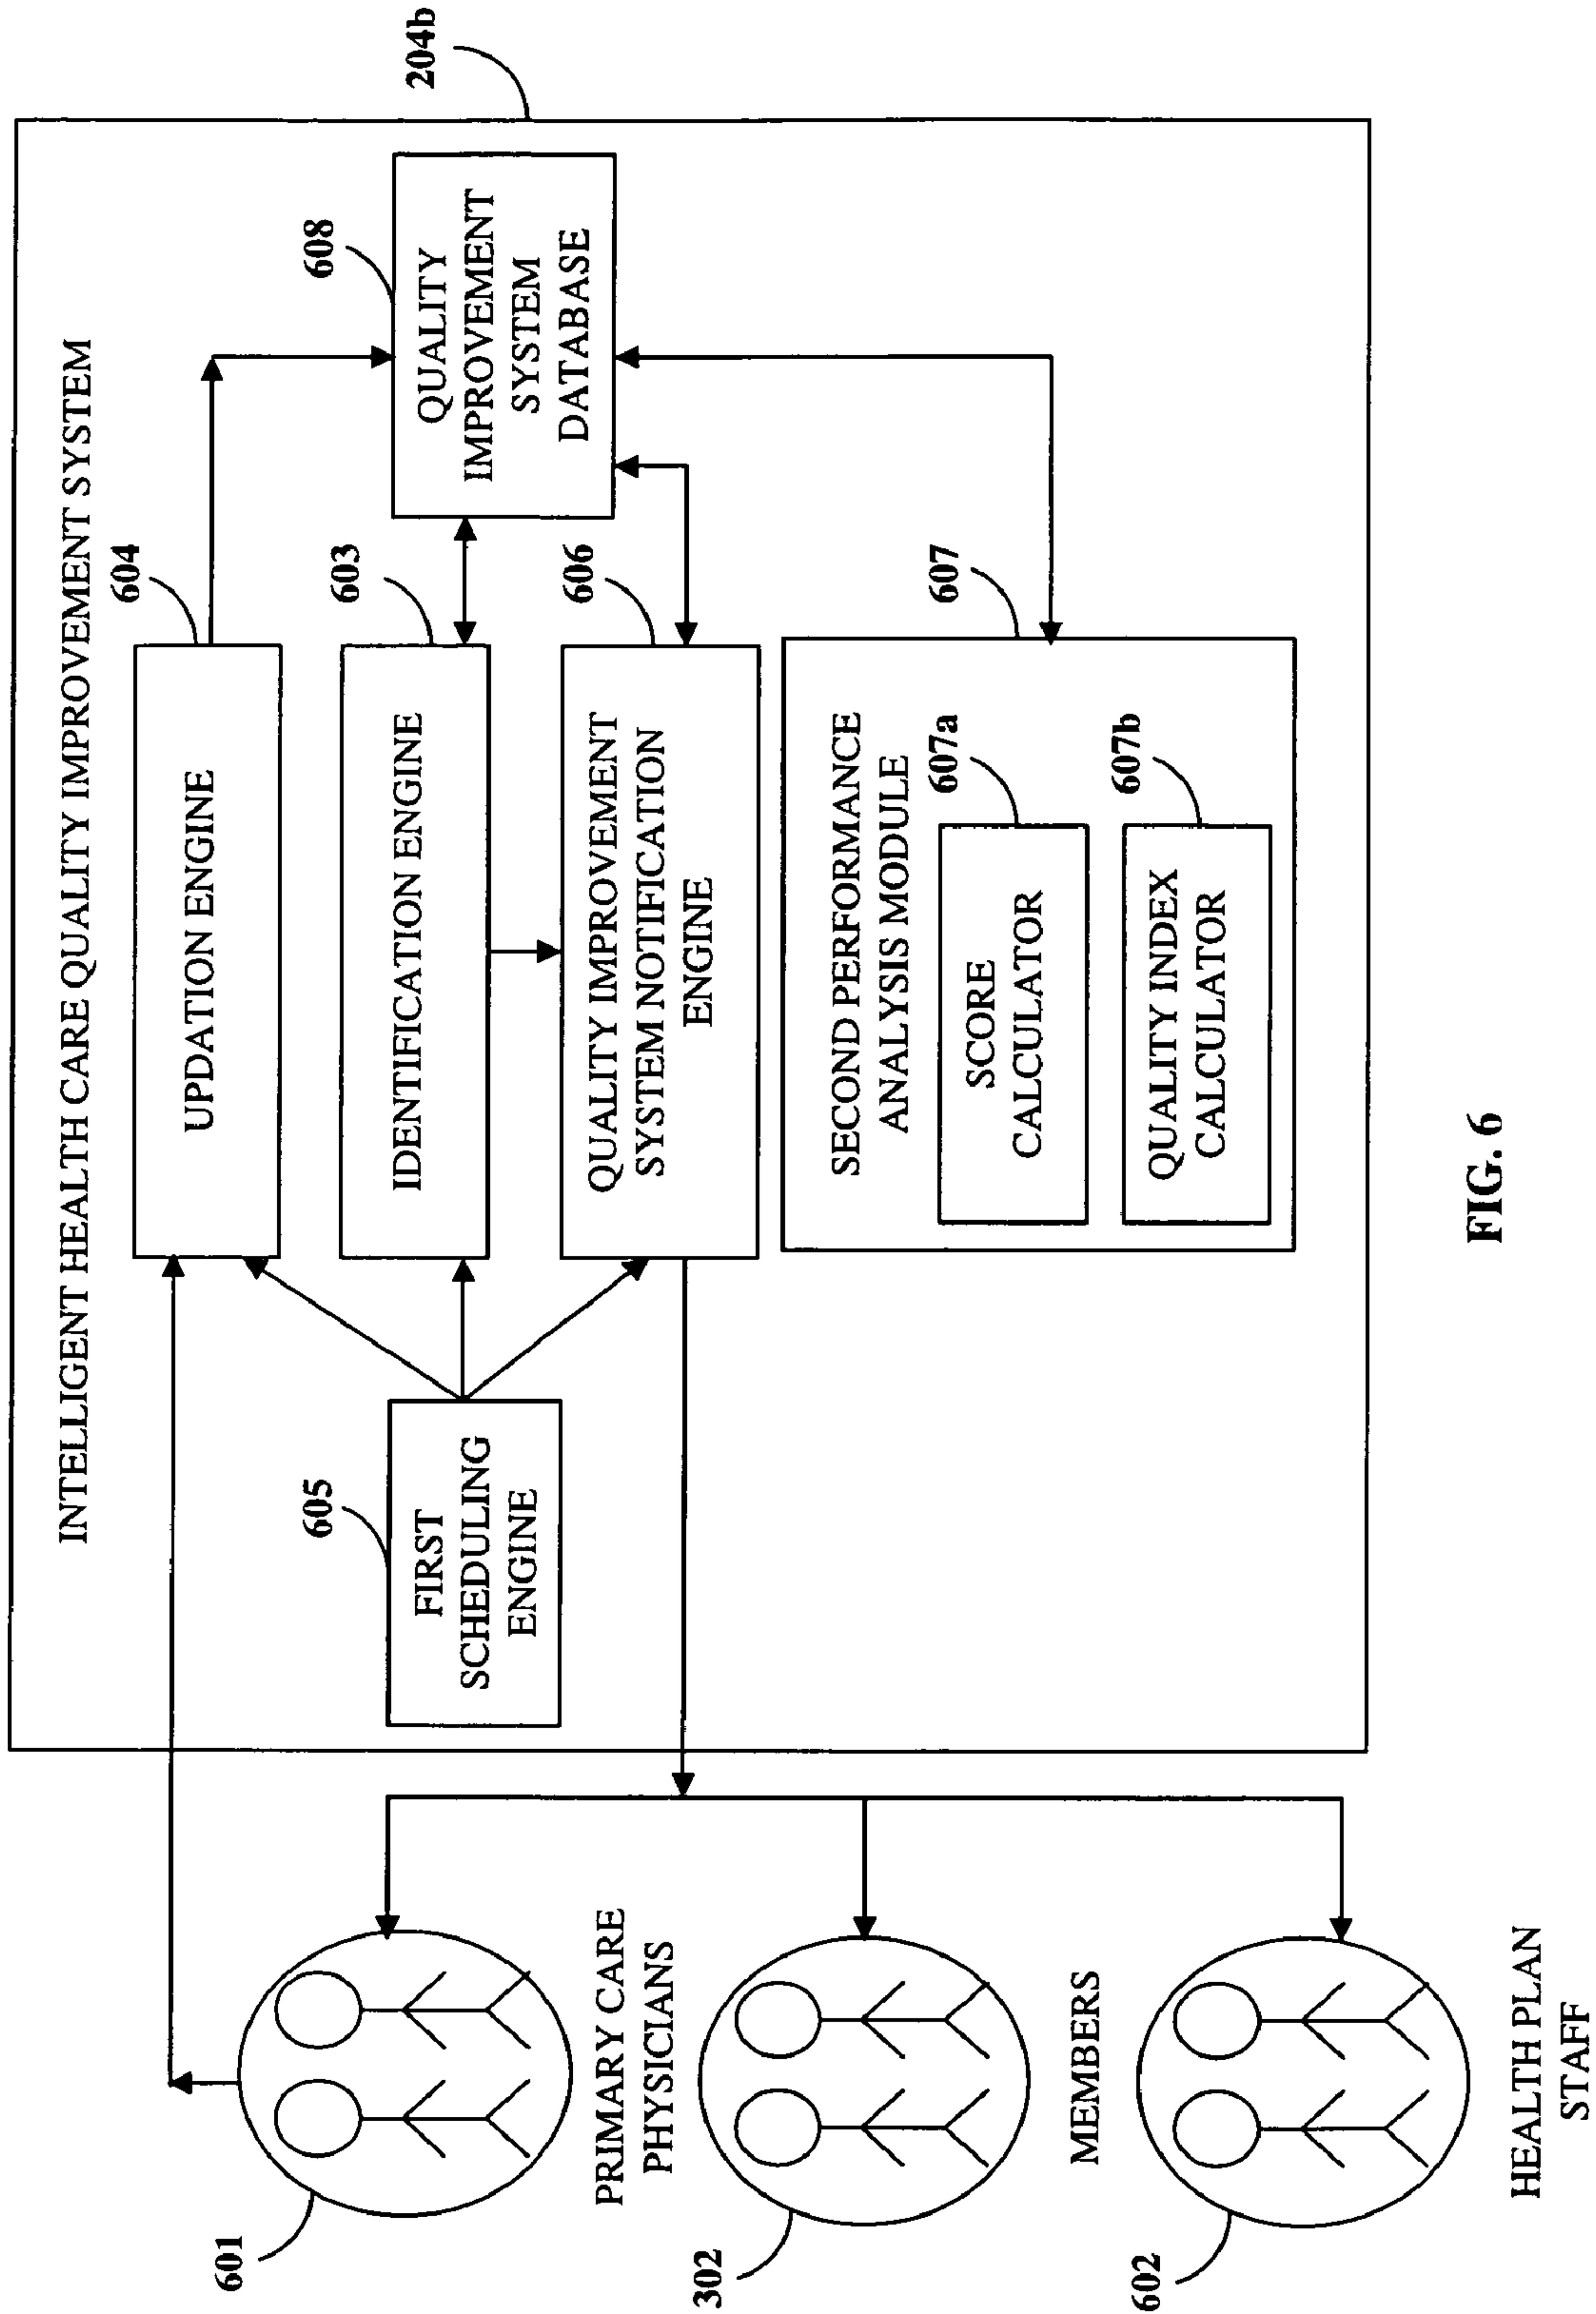 INTELLIGENT HEALTH CARE QUALITY IMPROVEMENT SYSTEM
204b
601
PRIMARY CARE
PHYSICIANS
302
MEMBERS
602
HEALTH PLAN
STAFF
605
FIRST
SCHEDULING
ENGINE
604
UPDATION ENGINE
603
IDENTIFICATION ENGINE
606
QUALITY IMPROVEMENT
SYSTEM NOTIFICATION
ENGINE
608
QUALITY
IMPROVEMENT
SYSTEM
DATABASE
607
SECOND PERFORMANCE
ANALYSIS MODULE
607a
SCORE
CALCULATOR
607b
QUALITY INDEX
CALCULATOR
FIG. 6